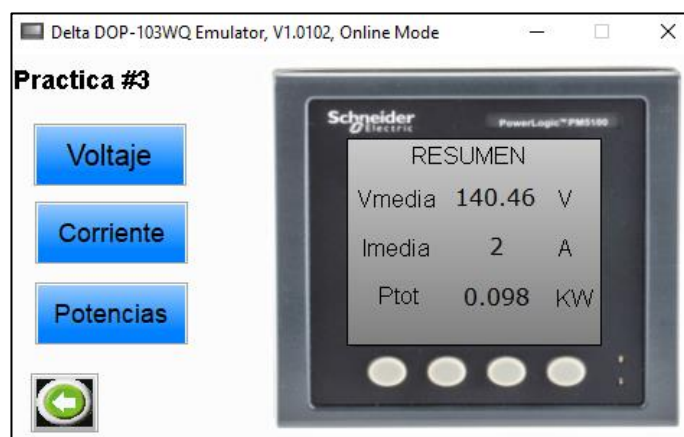 Delta DOP-103WQ Emulator, V1.0102, Online Mode
Practica #3
Voltaje
Corriente
Potencias
Schneider
Electric
PowerLogic™ PM5100
RESUMEN
Vmedia 140.46 V
Imedia 2 A
Ptot 0.098 KW